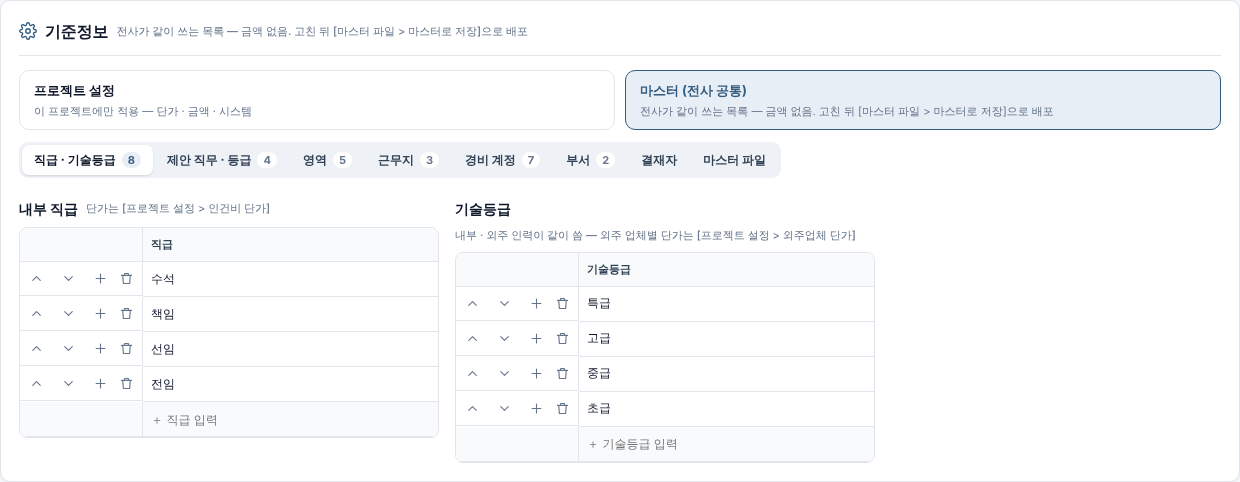 기준정보 전사가 같이 쓰는 목록 — 금액 없음. 고친 뒤 [마스터 파일 > 마스터로 저장]으로 배포
프로젝트 설정
이 프로젝트에만 적용 — 단가 · 금액 · 시스템
마스터 (전사 공통)
전사가 같이 쓰는 목록 — 금액 없음. 고친 뒤 [마스터 파일 > 마스터로 저장]으로 배포
직급 · 기술등급 8 제안 직무 · 등급 4 영역 5 근무지 3 경비 계정 7 부서 2 결재자 마스터 파일
내부 직급 단가는 [프로젝트 설정 > 인건비 단가]
직급
수석
책임
선임
전임
+ 직급 입력
기술등급
내부 · 외주 인력이 같이 씀 — 외주 업체별 단가는 [프로젝트 설정 > 외주업체 단가]
기술등급
특급
고급
중급
초급
+ 기술등급 입력